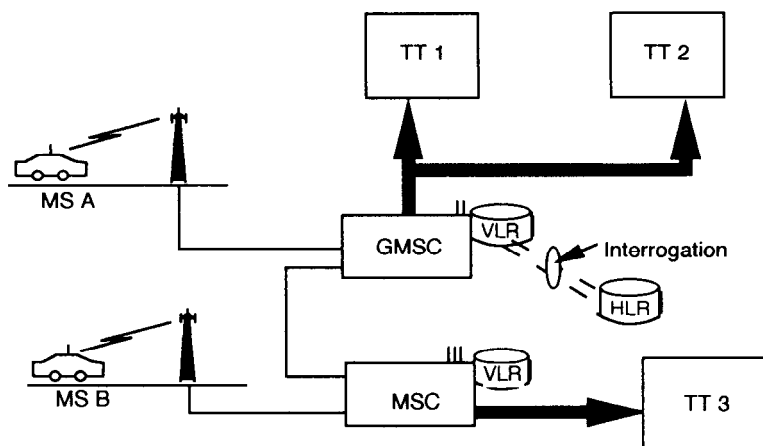 TT 1
TT 2
MS A
GMSC
VLR
Interrogation
HLR
MS B
MSC
VLR
TT 3